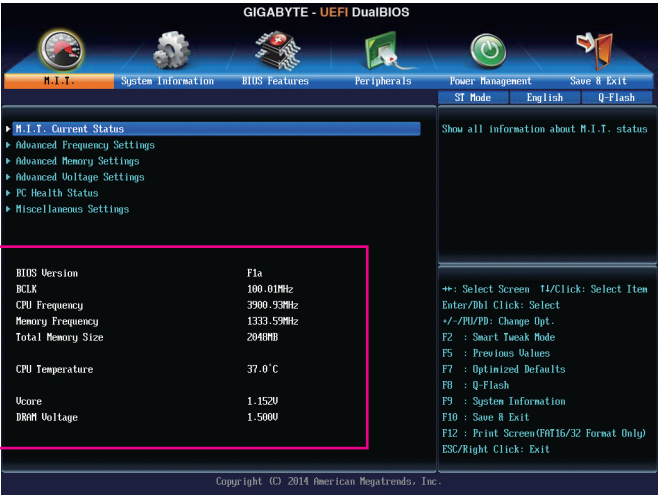 GIGABYTE - UEFI DualBIOS
M.I.T. System Information BIOS Features Peripherals Power Management Save & Exit
ST Mode English Q-Flash
M.I.T. Current Status
Advanced Frequency Settings
Advanced Memory Settings
Advanced Voltage Settings
PC Health Status
Miscellaneous Settings
Show all information about M.I.T. status
BIOS Version F1a
BCLK 100.01MHz
CPU Frequency 3900.93MHz
Memory Frequency 1333.59MHz
Total Memory Size 2048MB
CPU Temperature 37.0°C
Vcore 1.152V
DRAM Voltage 1.500V
→←: Select Screen ↑↓/Click: Select Item
Enter/Dbl Click: Select
+/-/PU/PD: Change Opt.
F2 : Smart Tweak Mode
F5 : Previous Values
F7 : Optimized Defaults
F8 : Q-Flash
F9 : System Information
F10 : Save & Exit
F12 : Print Screen(FAT16/32 Format Only)
ESC/Right Click: Exit
Copyright (C) 2014 American Megatrends, Inc.